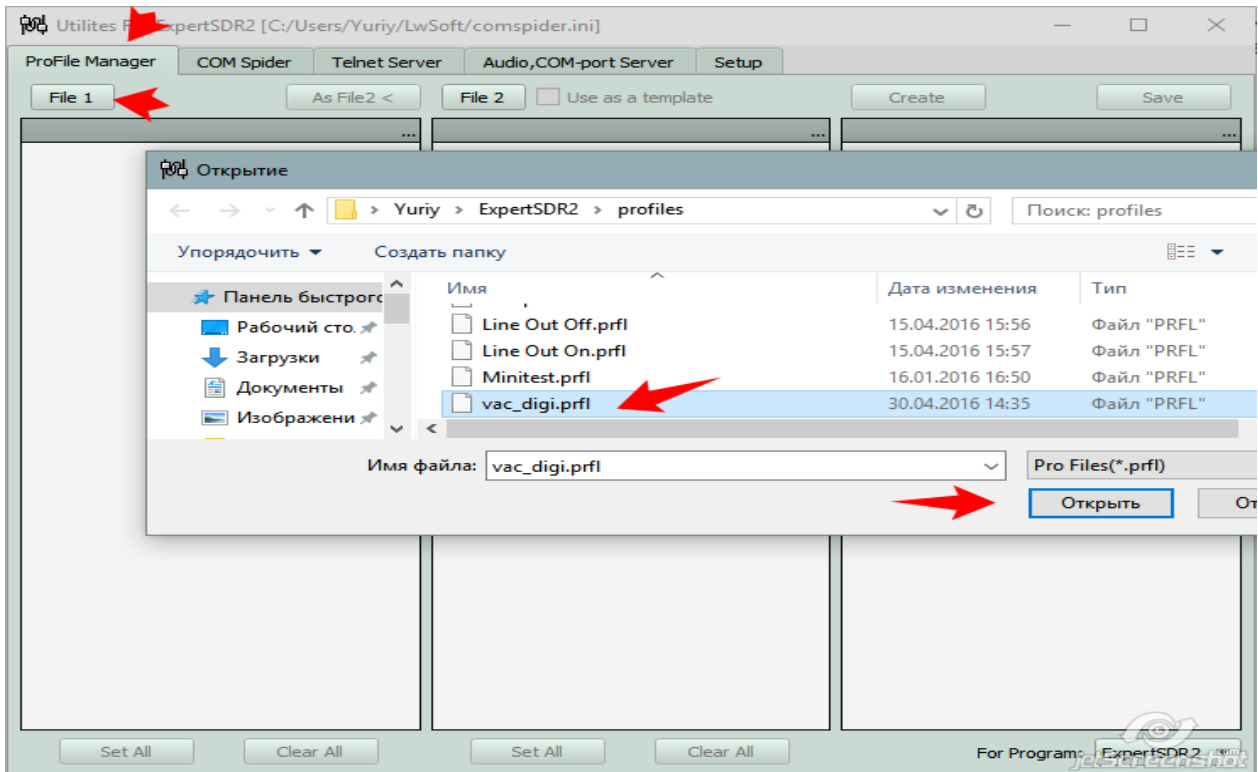 Utilites F ExpertSDR2 [C:/Users/Yuriy/LwSoft/comspider.ini]
ProFile Manager COM Spider Telnet Server Audio,COM-port Server Setup
File 1 As File2 < File 2 Use as a template Create Save
... ... ...
Открытие
> Yuriy > ExpertSDR2 > profiles Поиск: profiles
Упорядочить Создать папку
Имя Дата изменения Тип
Панель быстрого
Рабочий сто.
Загрузки
Документы
Изображени
Line Out Off.prfl 15.04.2016 15:56 Файл "PRFL"
Line Out On.prfl 15.04.2016 15:57 Файл "PRFL"
Minitest.prfl 16.01.2016 16:50 Файл "PRFL"
vac_digi.prfl 30.04.2016 14:35 Файл "PRFL"
Имя файла: vac_digi.prfl Pro Files(*.prfl)
Открыть От
Set All Clear All Set All Clear All For Program: ExpertSDR2
jetScreenshot